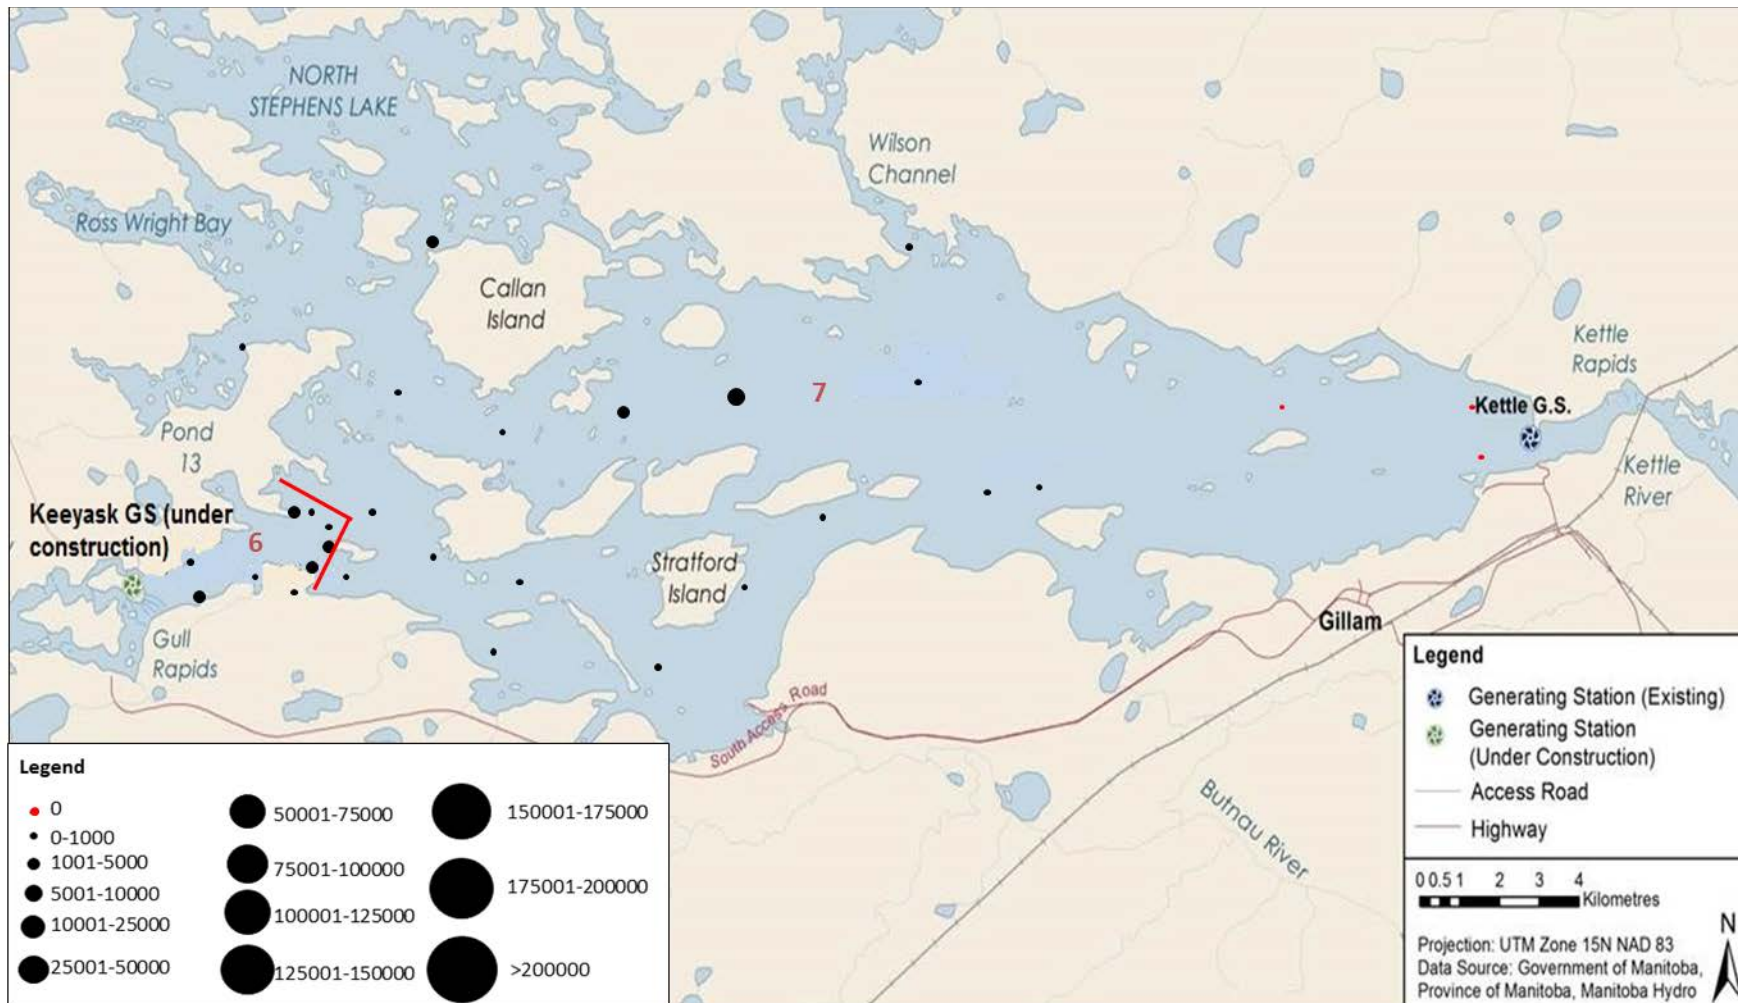 NORTH
STEPHENS LAKE
Wilson
Channel
Ross Wright Bay
Callan
Island
Kettle
Rapids
7
Kettle G.S.
Pond
13
Kettle
River
Keeyask GS (under
construction)
6
Stratford
Island
Gull
Rapids
Gillam
South Access Road
Butnau River
Legend
Generating Station (Existing)
Generating Station
(Under Construction)
Access Road
Highway
0 0.5 1 2 3 4
Kilometres
N
Projection: UTM Zone 15N NAD 83
Data Source: Government of Manitoba,
Province of Manitoba, Manitoba Hydro
Legend
0
0-1000
1001-5000
5001-10000
10001-25000
25001-50000
50001-75000
75001-100000
100001-125000
125001-150000
150001-175000
175001-200000
>200000